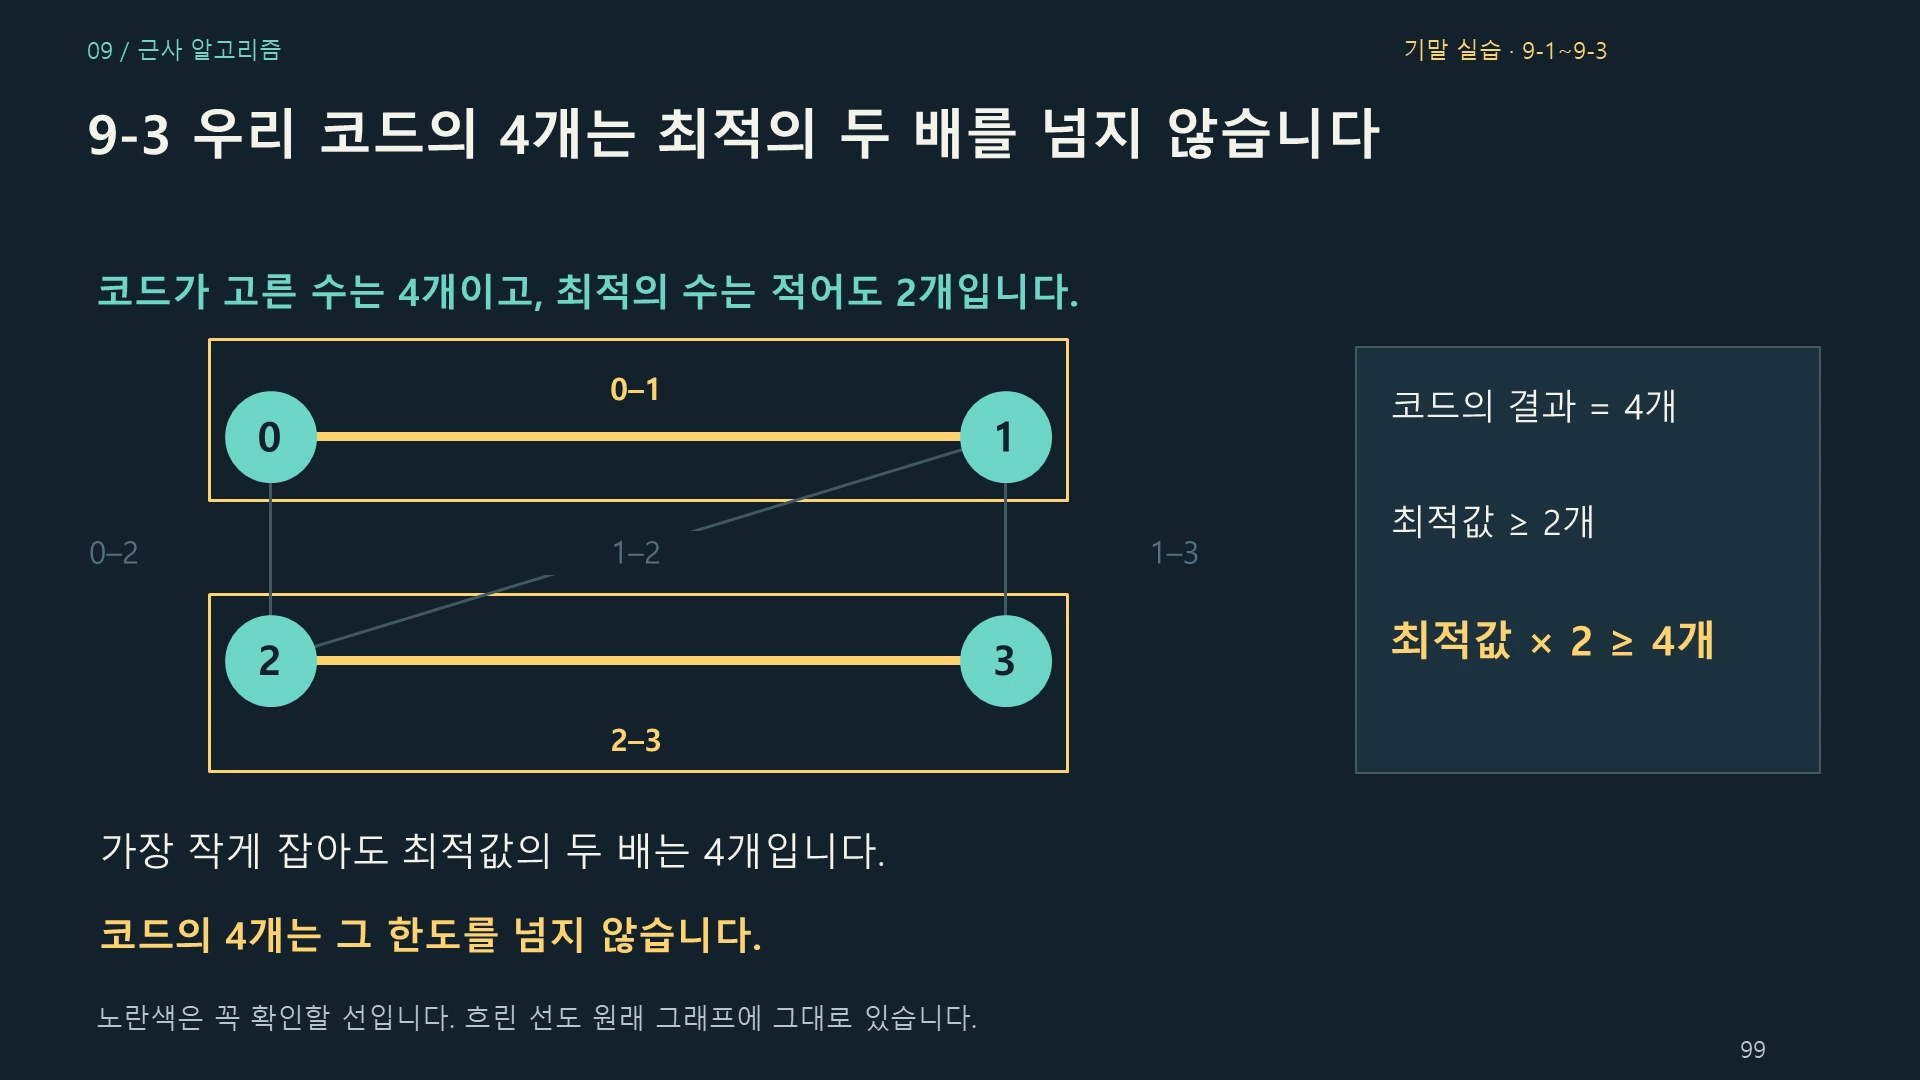 09 / 근사 알고리즘
기말 실습 · 9-1~9-3
9-3 우리 코드의 4개는 최적의 두 배를 넘지 않습니다
코드가 고른 수는 4개이고, 최적의 수는 적어도 2개입니다.
0–1
0
1
0–2
1–2
1–3
2
3
2–3
코드의 결과 = 4개
최적값 ≥ 2개
최적값 × 2 ≥ 4개
가장 작게 잡아도 최적값의 두 배는 4개입니다.
코드의 4개는 그 한도를 넘지 않습니다.
노란색은 꼭 확인할 선입니다. 흐린 선도 원래 그래프에 그대로 있습니다.
99